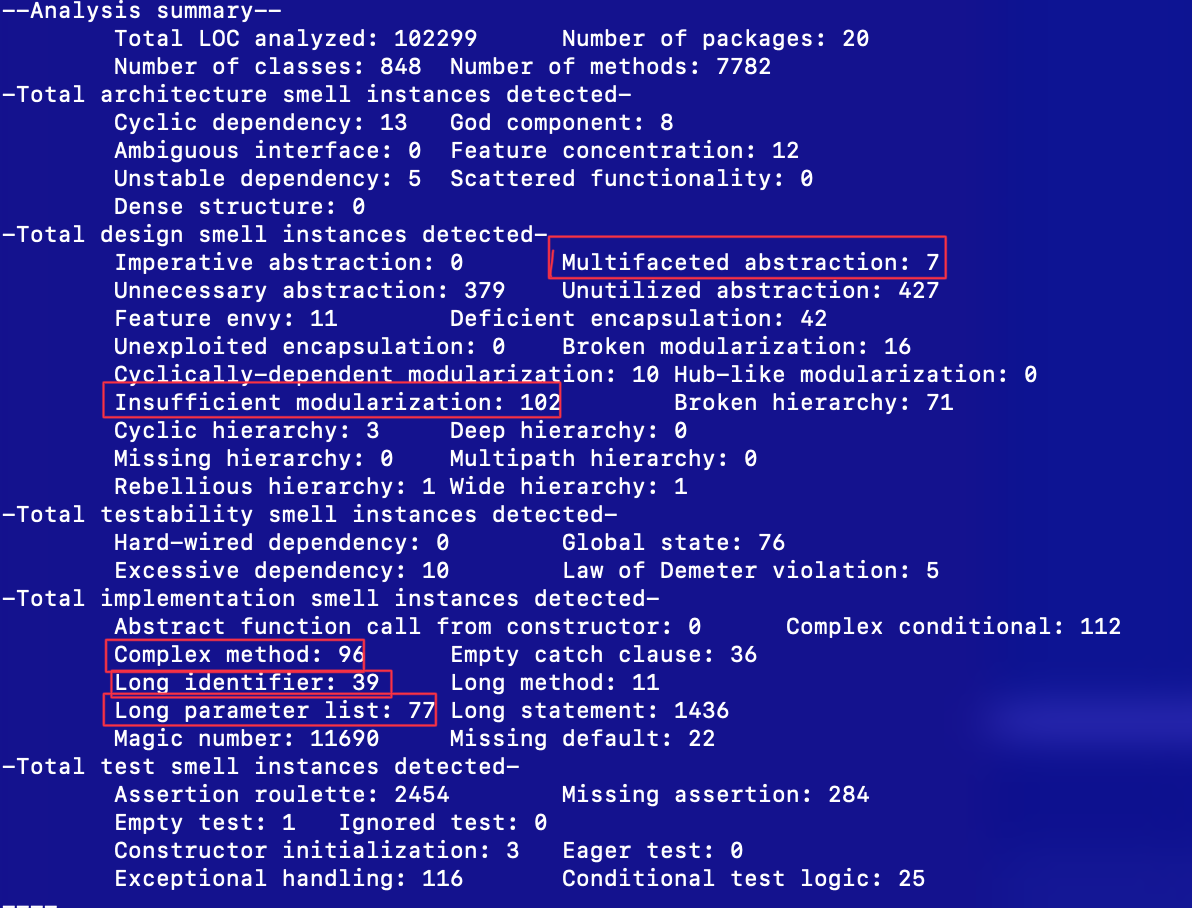 --Analysis summary--
Total LOC analyzed: 102299 Number of packages: 20
Number of classes: 848 Number of methods: 7782
-Total architecture smell instances detected-
Cyclic dependency: 13 God component: 8
Ambiguous interface: 0 Feature concentration: 12
Unstable dependency: 5 Scattered functionality: 0
Dense structure: 0
-Total design smell instances detected-
Imperative abstraction: 0 Multifaceted abstraction: 7
Unnecessary abstraction: 379 Unutilized abstraction: 427
Feature envy: 11 Deficient encapsulation: 42
Unexploited encapsulation: 0 Broken modularization: 16
Cyclically-dependent modularization: 10 Hub-like modularization: 0
Insufficient modularization: 102 Broken hierarchy: 71
Cyclic hierarchy: 3 Deep hierarchy: 0
Missing hierarchy: 0 Multipath hierarchy: 0
Rebellious hierarchy: 1 Wide hierarchy: 1
-Total testability smell instances detected-
Hard-wired dependency: 0 Global state: 76
Excessive dependency: 10 Law of Demeter violation: 5
-Total implementation smell instances detected-
Abstract function call from constructor: 0 Complex conditional: 112
Complex method: 96 Empty catch clause: 36
Long identifier: 39 Long method: 11
Long parameter list: 77 Long statement: 1436
Magic number: 11690 Missing default: 22
-Total test smell instances detected-
Assertion roulette: 2454 Missing assertion: 284
Empty test: 1 Ignored test: 0
Constructor initialization: 3 Eager test: 0
Exceptional handling: 116 Conditional test logic: 25
----